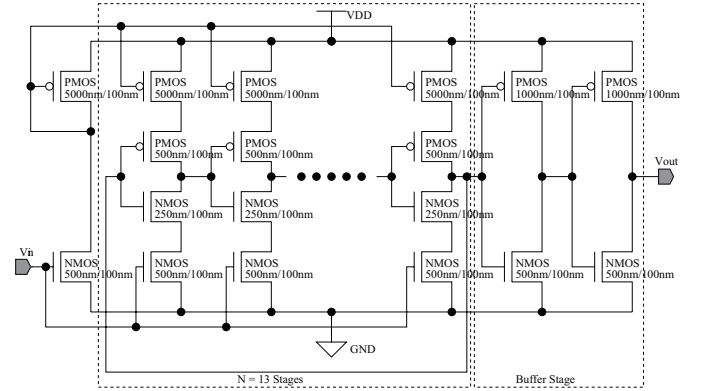 VDD
PMOS
5000nm/100nm
PMOS
5000nm/100nm
PMOS
5000nm/100nm
PMOS
5000nm/100nm
PMOS
1000nm/100nm
PMOS
1000nm/100nm
PMOS
500nm/100nm
PMOS
500nm/100nm
PMOS
500nm/100nm
Vout
NMOS
250nm/100nm
NMOS
250nm/100nm
NMOS
250nm/100nm
Vin
NMOS
500nm/100nm
NMOS
500nm/100nm
NMOS
500nm/100nm
NMOS
500nm/100nm
NMOS
500nm/100nm
NMOS
500nm/100nm
GND
N = 13 Stages
Buffer Stage